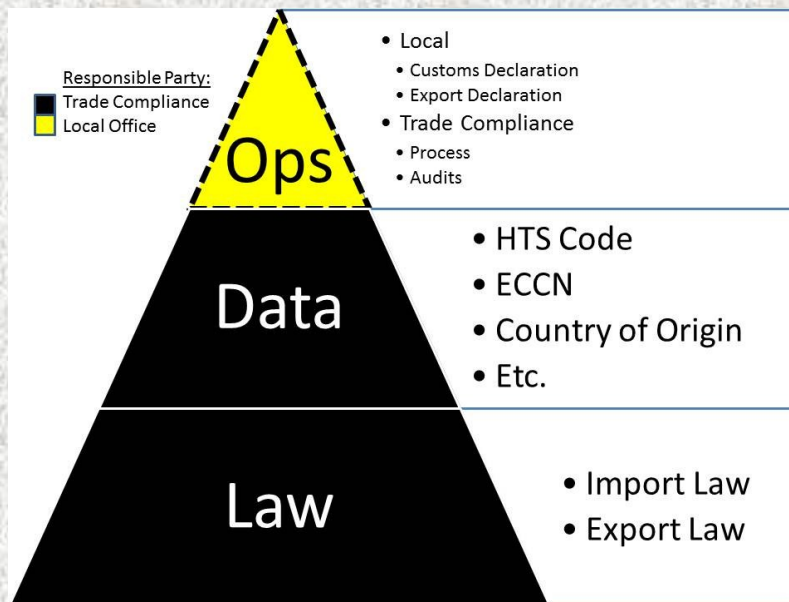 Responsible Party:
Trade Compliance
Local Office
Ops
• Local
• Customs Declaration
• Export Declaration
• Trade Compliance
• Process
• Audits
Data
• HTS Code
• ECCN
• Country of Origin
• Etc.
Law
• Import Law
• Export Law